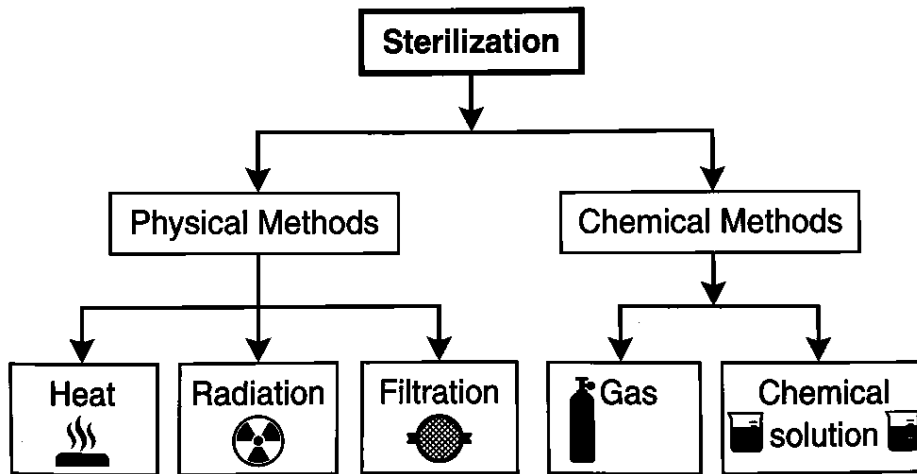 Sterilization
Physical Methods
Chemical Methods
Heat
Radiation
Filtration
Gas
Chemical
solution